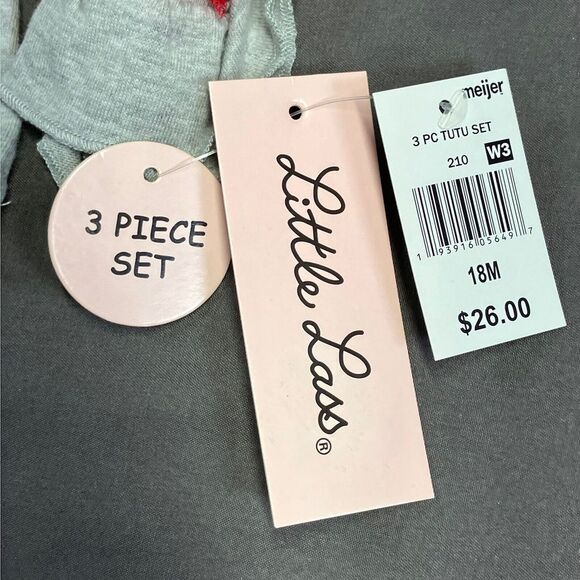 3 PIECE
SET
Little Lass®
meijer
3 PC TUTU SET
210 W3
1 93916 05649 7
18M
$26.00